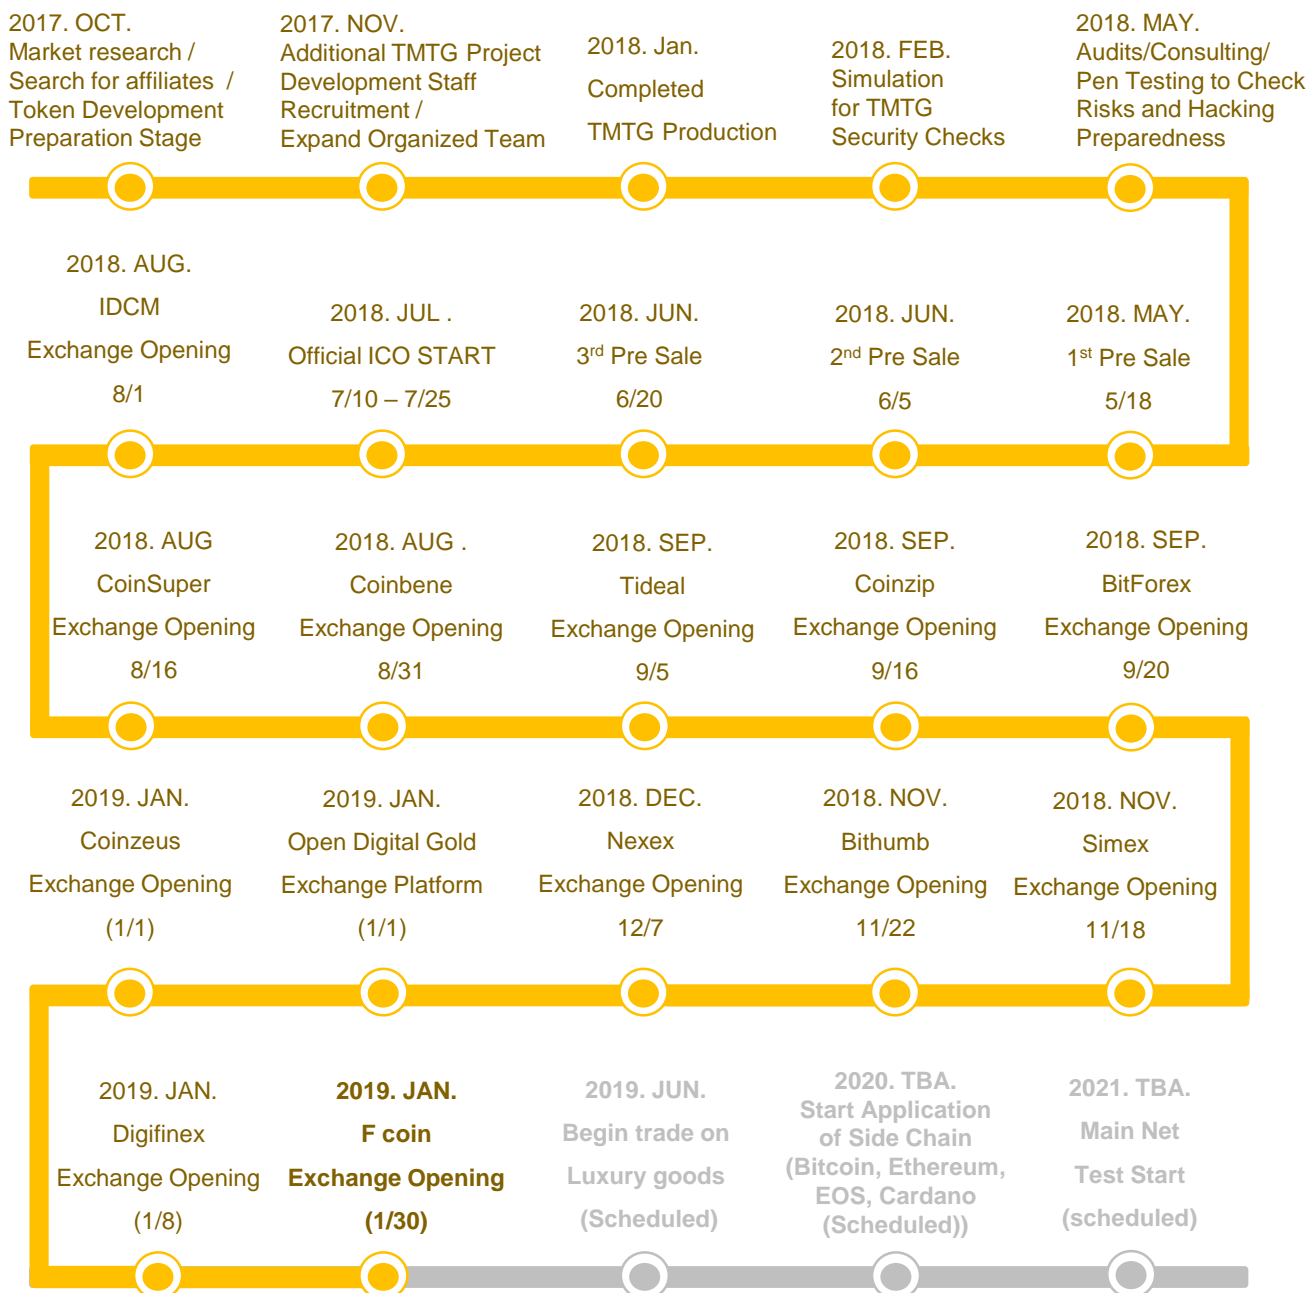 2017. OCT.
Market research /
Search for affiliates /
Token Development
Preparation Stage
2017. NOV.
Additional TMTG Project
Development Staff
Recruitment /
Expand Organized Team
2018. Jan.
Completed
TMTG Production
2018. FEB.
Simulation
for TMTG
Security Checks
2018. MAY.
Audits/Consulting/
Pen Testing to Check
Risks and Hacking
Preparedness
2018. AUG.
IDCM
Exchange Opening
8/1
2018. JUL .
Official ICO START
7/10 – 7/25
2018. JUN.
3rd Pre Sale
6/20
2018. JUN.
2nd Pre Sale
6/5
2018. MAY.
1st Pre Sale
5/18
2018. AUG
CoinSuper
Exchange Opening
8/16
2018. AUG .
Coinbene
Exchange Opening
8/31
2018. SEP.
Tideal
Exchange Opening
9/5
2018. SEP.
Coinzip
Exchange Opening
9/16
2018. SEP.
BitForex
Exchange Opening
9/20
2019. JAN.
Coinzeus
Exchange Opening
(1/1)
2019. JAN.
Open Digital Gold
Exchange Platform
(1/1)
2018. DEC.
Nexex
Exchange Opening
12/7
2018. NOV.
Bithumb
Exchange Opening
11/22
2018. NOV.
Simex
Exchange Opening
11/18
2019. JAN.
Digifinex
Exchange Opening
(1/8)
2019. JAN.
F coin
Exchange Opening
(1/30)
2019. JUN.
Begin trade on
Luxury goods
(Scheduled)
2020. TBA.
Start Application
of Side Chain
(Bitcoin, Ethereum,
EOS, Cardano
(Scheduled))
2021. TBA.
Main Net
Test Start
(scheduled)